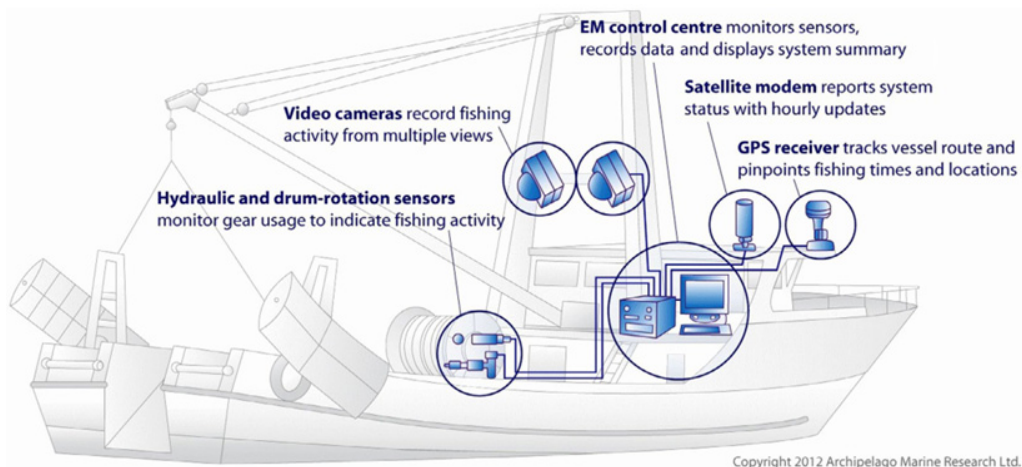 EM control centre monitors sensors,
records data and displays system summary
Satellite modem reports system
status with hourly updates
Video cameras record fishing
activity from multiple views
GPS receiver tracks vessel route and
pinpoints fishing times and locations
Hydraulic and drum-rotation sensors
monitor gear usage to indicate fishing activity
Copyright 2012 Archipelago Marine Research Ltd.